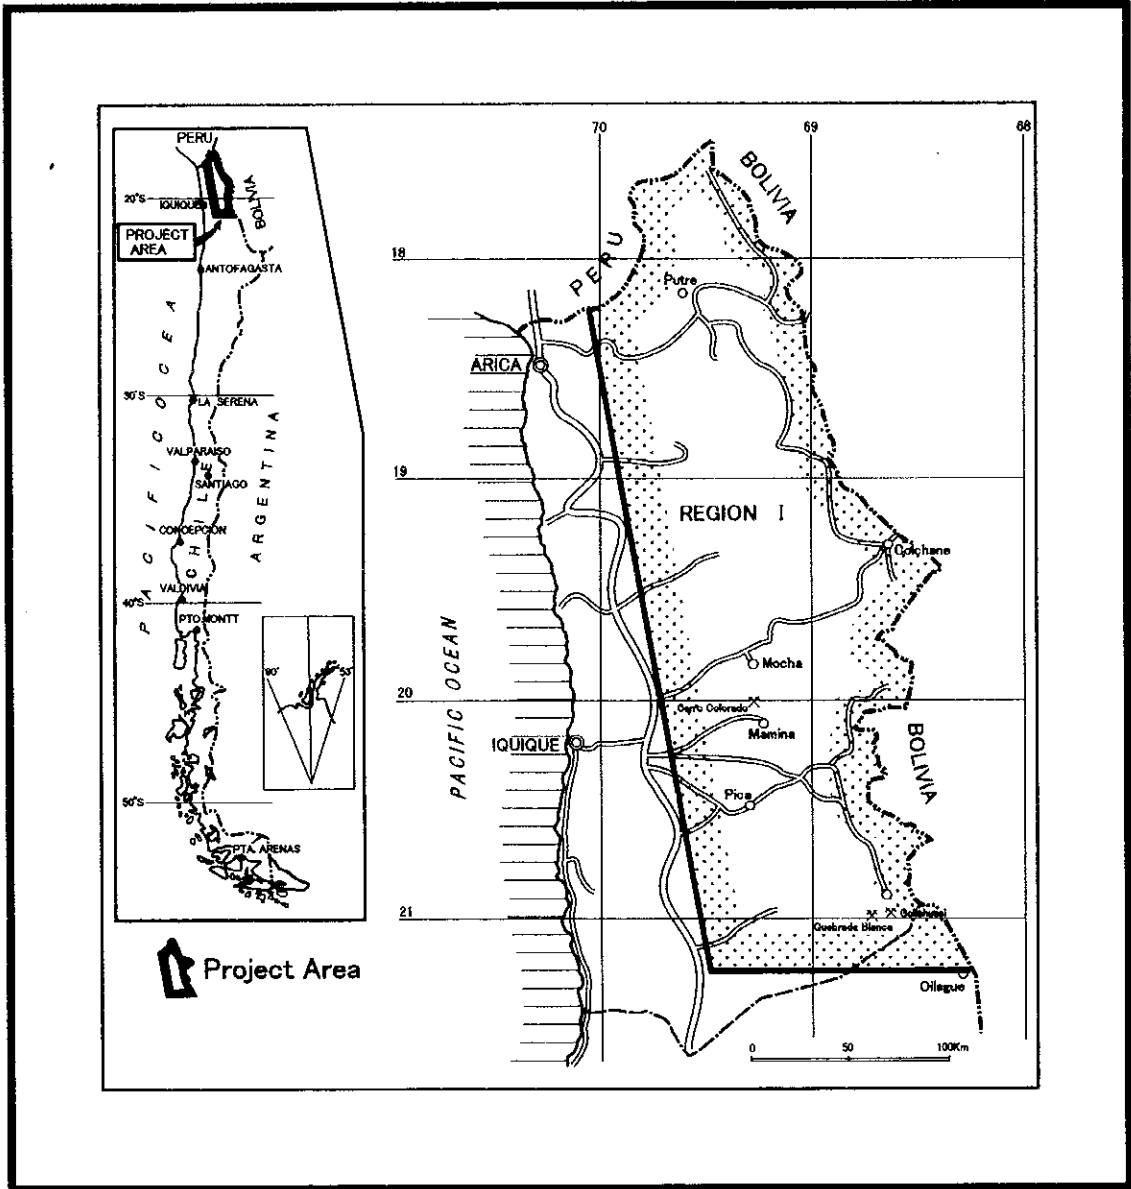 PERU
20°S
IQUIQUE
BOLIVIA
PROJECT
AREA
ANTOFAGASTA
PACIFIC OCEA
30°S
LA SERENA
VALPARAISO
SANTIAGO
CHILE
ARGENTINA
CONCEPCION
VALDIVIA
40°S
PTO.MONTT
90°
53°
50°S
PTA. ARENAS
Project Area
70
69
68
BOLIVIA
PERU
18
Putre
ARICA
19
REGION I
Colchane
PACIFIC OCEAN
Mocha
20
Cerro Colorado
Mamina
IQUIQUE
BOLIVIA
Pica
21
Quebrada Blanca
Ollague
0
50
100Km